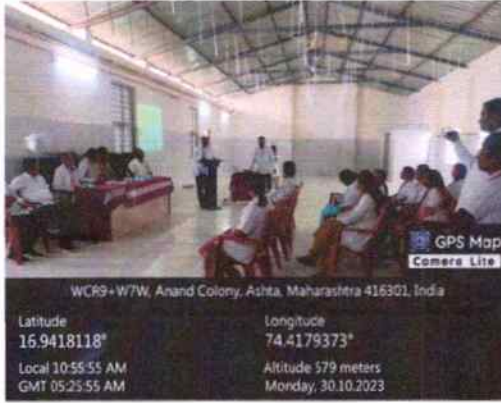 GPS Map
Camera Lite
WCR9+W7W, Anand Colony, Ashta, Maharashtra 416301, India
Latitude
16.9418118°
Longitude
74.4179373°
Local 10:55:55 AM
GMT 05:25:55 AM
Altitude 579 meters
Monday, 30.10.2023